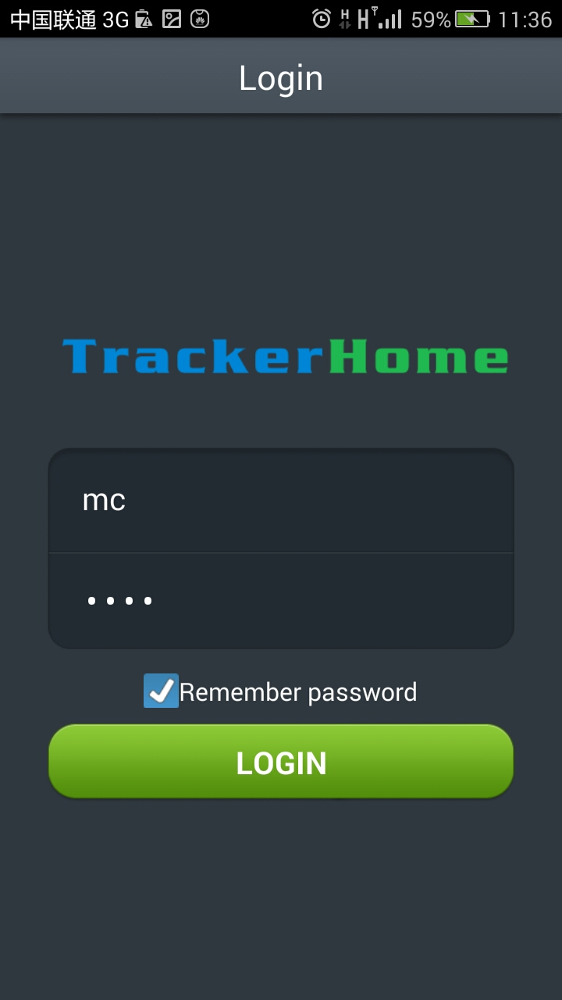 中国联通 3G H H 59% 11:36
Login
TrackerHome
mc
••••
Remember password
LOGIN